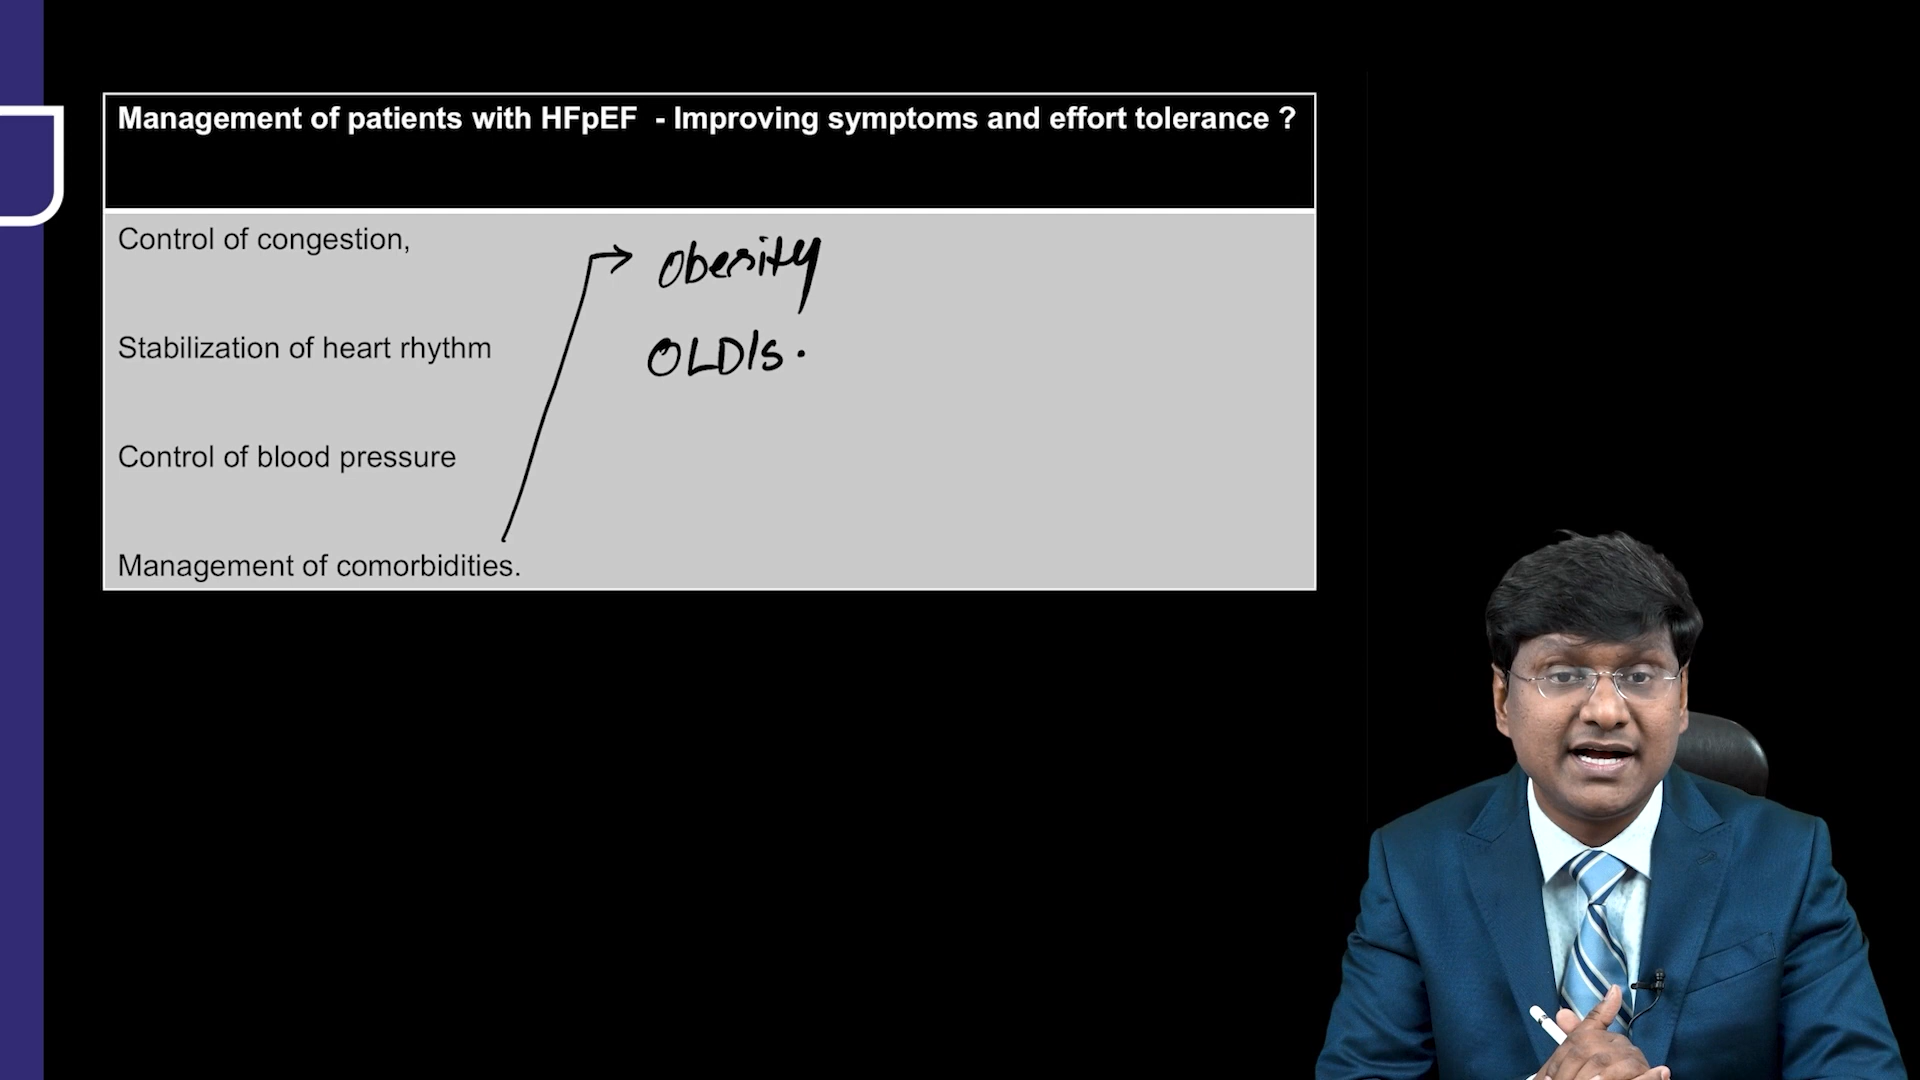 Management of patients with HFpEF - Improving symptoms and effort tolerance ?
Control of congestion,
Obesity
Stabilization of heart rhythm
OLD/s.
Control of blood pressure
Management of comorbidities.